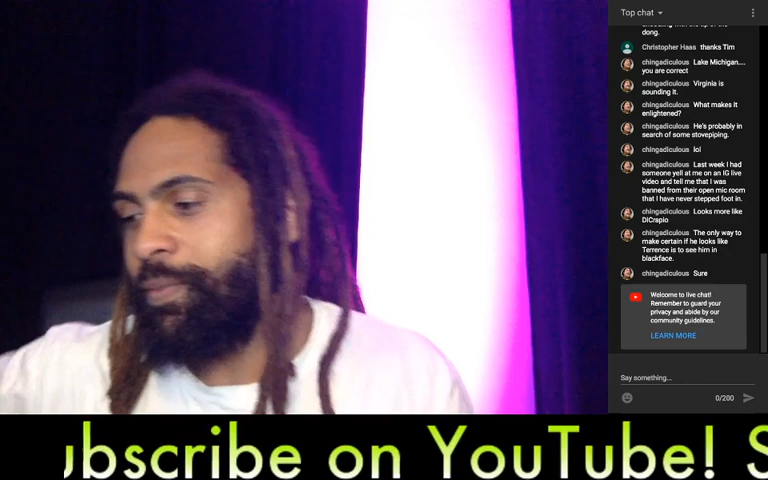 Top chat
dong.
Christopher Haas thanks Tim
chingadiculous Lake Michigan....
you are correct
chingadiculous Virginia is
sounding it.
chingadiculous What makes it
enlightened?
chingadiculous He's probably in
search of some stovepiping.
chingadiculous lol
chingadiculous Last week I had
someone yell at me on an IG live
video and tell me that I was
banned from their open mic room
that I have never stepped foot in.
chingadiculous Looks more like
DiCrapio
chingadiculous The only way to
make certain if he looks like
Terrence is to see him in
blackface.
chingadiculous Sure
Welcome to live chat!
Remember to guard your
privacy and abide by our
community guidelines.
LEARN MORE
Say something...
0/200
ubscribe on YouTube! S